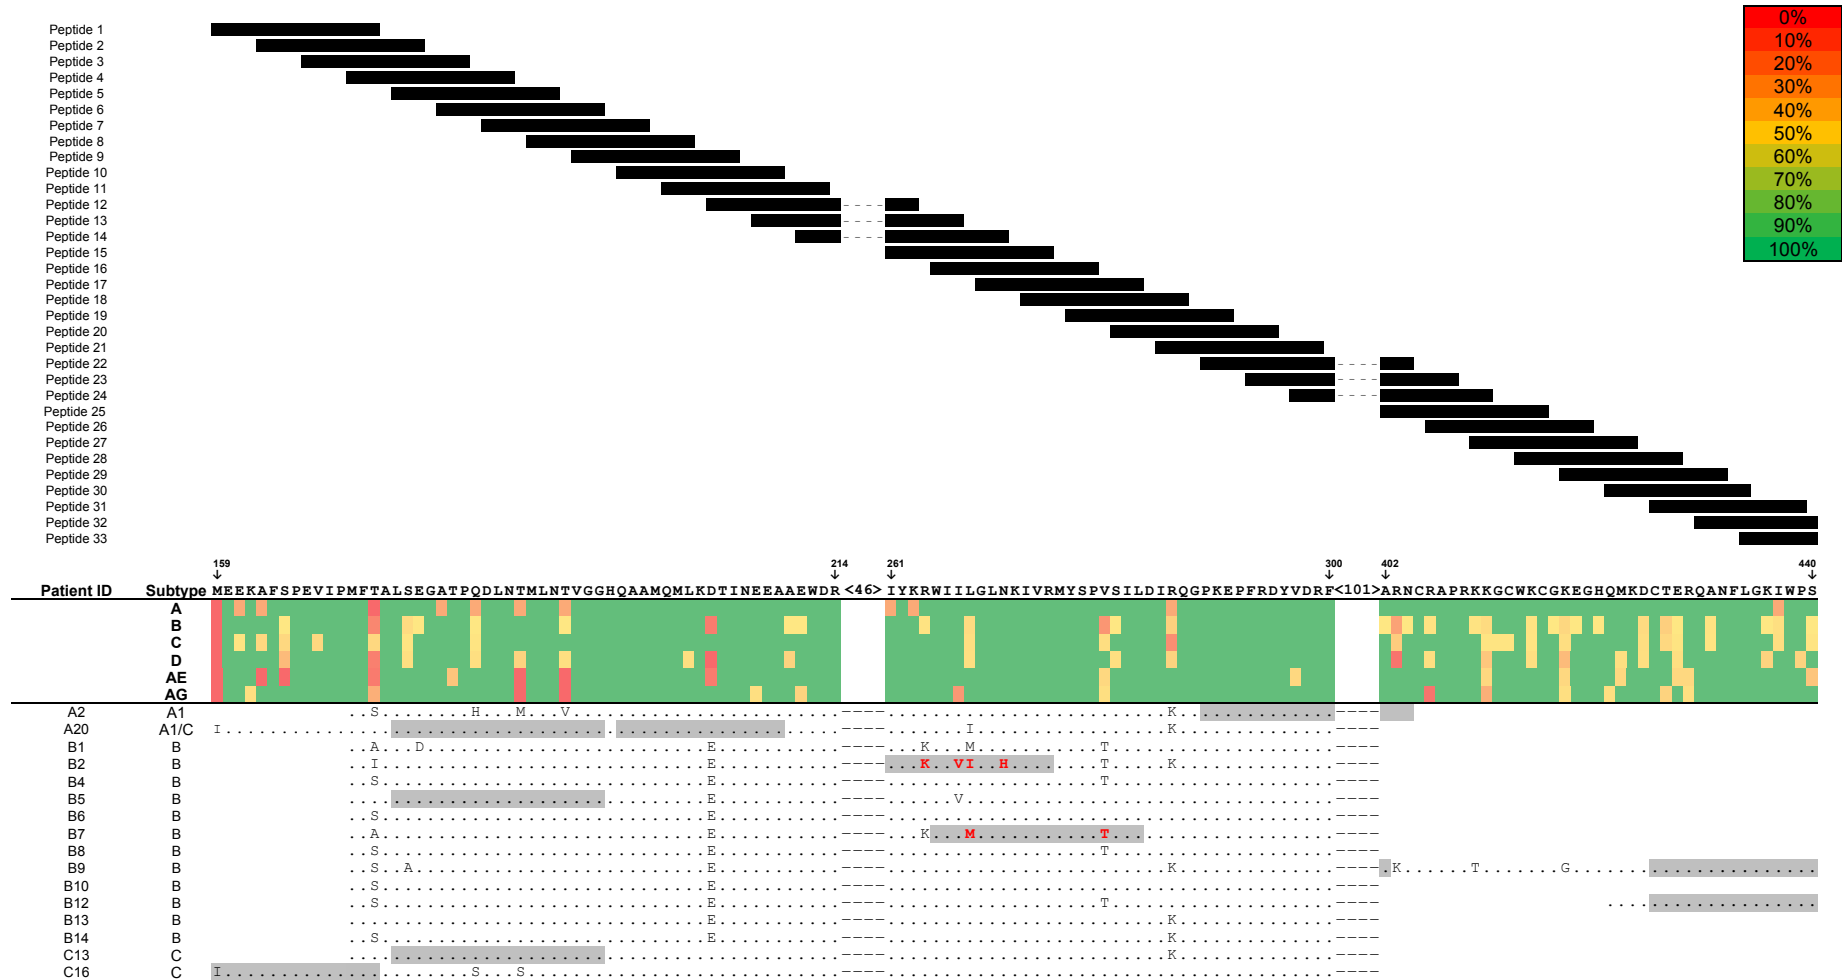 Peptide 1
Peptide 2
Peptide 3
Peptide 4
Peptide 5
Peptide 6
Peptide 7
Peptide 8
Peptide 9
Peptide 10
Peptide 11
Peptide 12
Peptide 13
Peptide 14
Peptide 15
Peptide 16
Peptide 17
Peptide 18
Peptide 19
Peptide 20
Peptide 21
Peptide 22
Peptide 23
Peptide 24
Peptide 25
Peptide 26
Peptide 27
Peptide 28
Peptide 29
Peptide 30
Peptide 31
Peptide 32
Peptide 33
0%
10%
20%
30%
40%
50%
60%
70%
80%
90%
100%
159 214 261 300 402 440
↓ ↓ ↓ ↓ ↓ ↓
Patient ID Subtype MEEKAFSPEVIPMFTALSEGATPQDLNTMLNTVGGHQAAMQMLKDTINEEAAEWDR <46> IYKRWIILGLNKIVRMYSPVSILDIRQGPKEPFRDYVDRF<101>ARNCRAPRKKGCWKCGKEGHQMKDCTERQANFLGKIWPS
A
B
C
D
AE
AG
A2 A1 ..S........H...M...V........................----.........................K..............----
A20 A1/C I.......................................................----.......I.................K..............----
B1 B ..A...D.........................E...........----...K...M...........T....................----
B2 B ..I.............................E...........----...K..VI..H........T.....K..............----
B4 B ..S.........................................----...................T....................----
B5 B ................................E...........----......V.................................----
B6 B ..S.............................E...........----........................................----
B7 B ..A.............................E...........----...K...M...........T....................----
B8 B ..S.........................................----...................T....................----
B9 B ..S..A......................................----.........................K..............----.K......T.......G......................
B10 B ..S.............................E...........----........................................----
B12 B ..S.............................E...........----...................T....................---- ...................
B13 B ................................E...........----.........................K..............----
B14 B ..S.............................E...........----.........................K..............----
C13 C ............................................----.........................K..............----
C16 C I......................S...S............................----........................................----